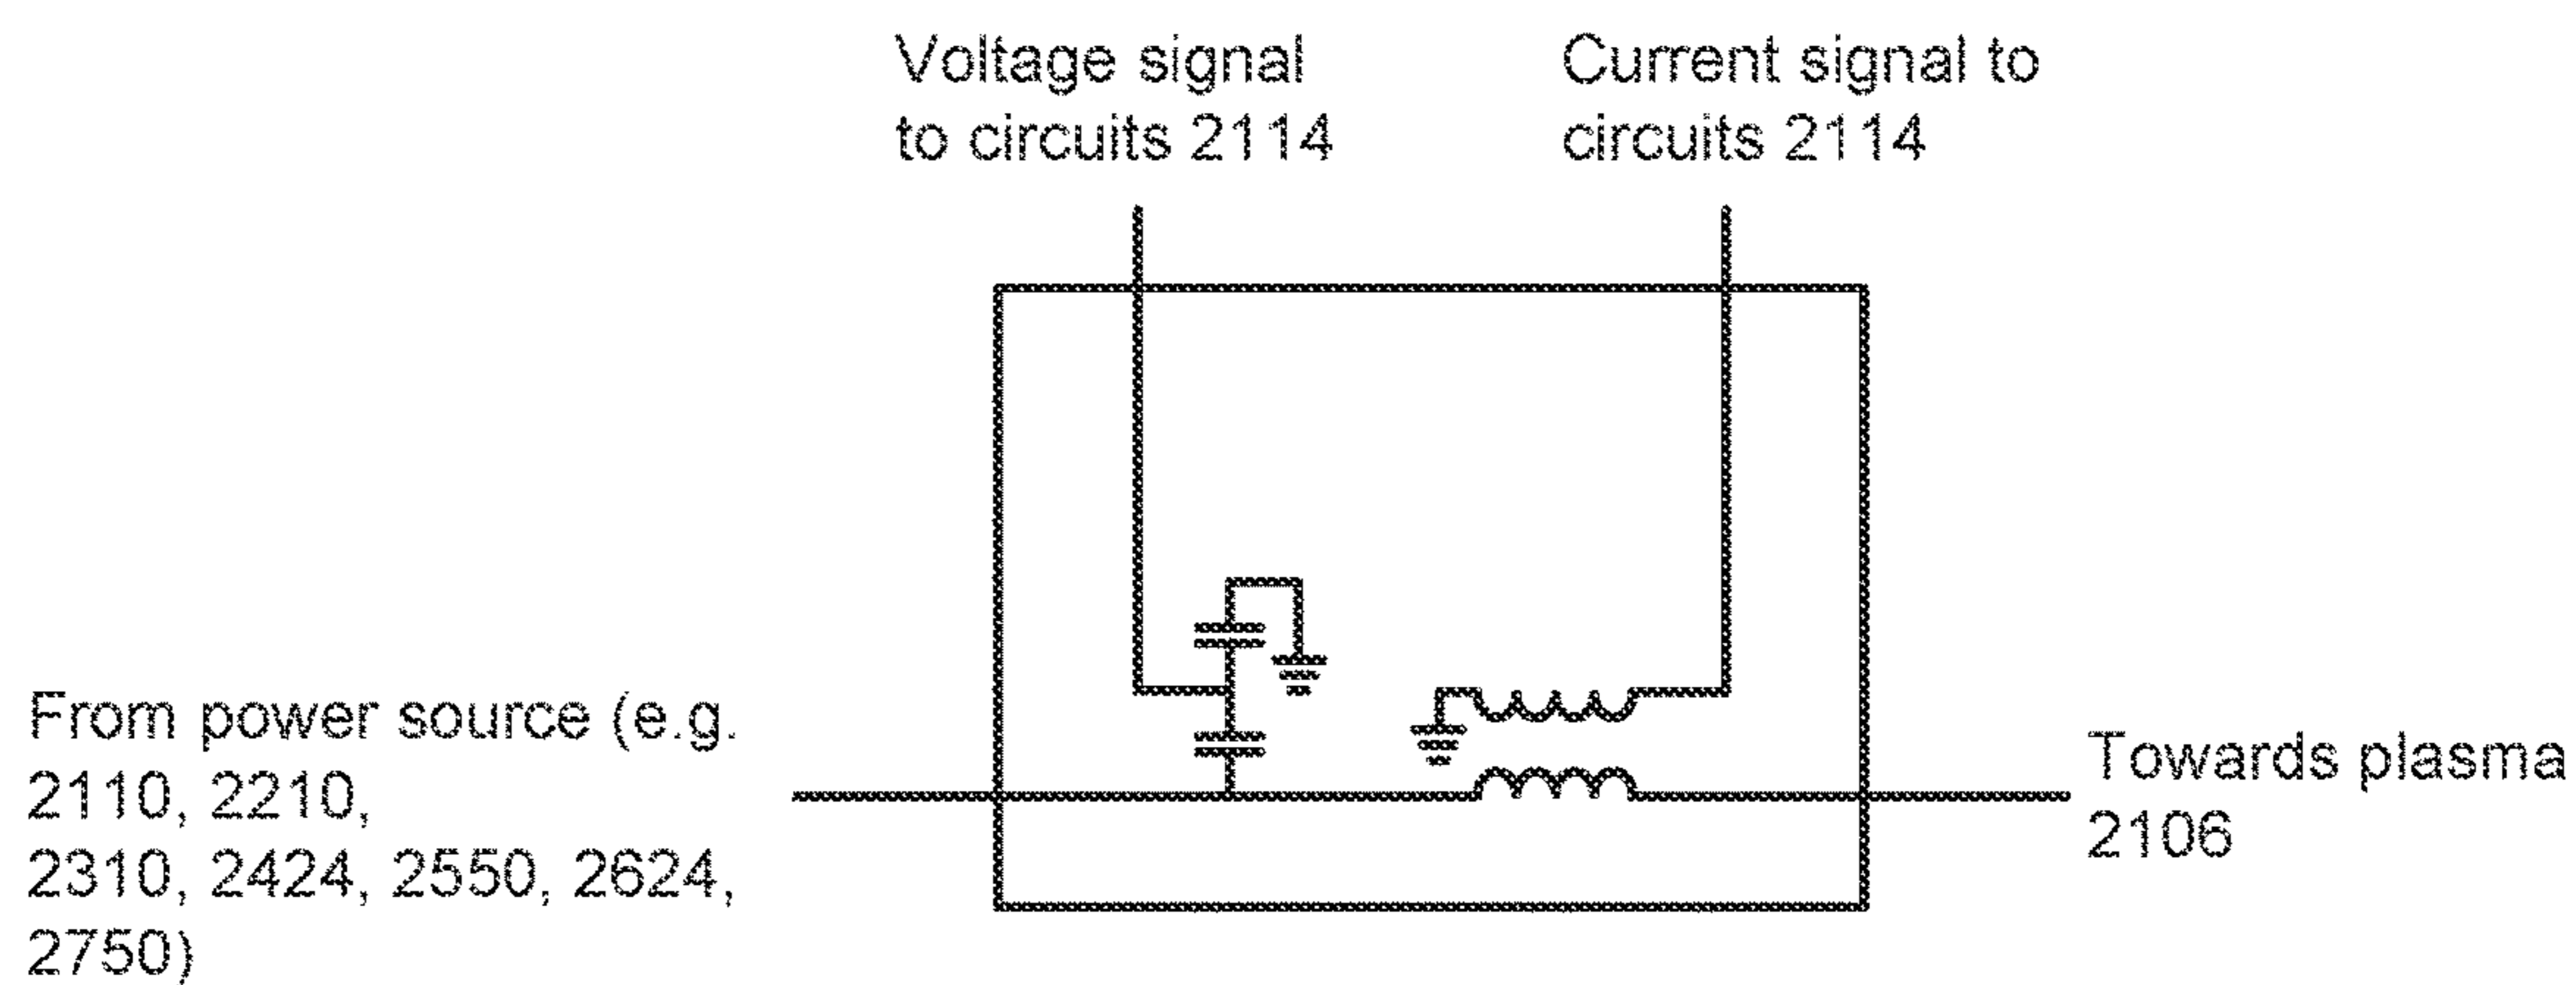 Voltage signal
to circuits 2114
Current signal to
circuits 2114
From power source (e.g.
2110, 2210,
2310, 2424, 2550, 2624,
2750)
Towards plasma
2106